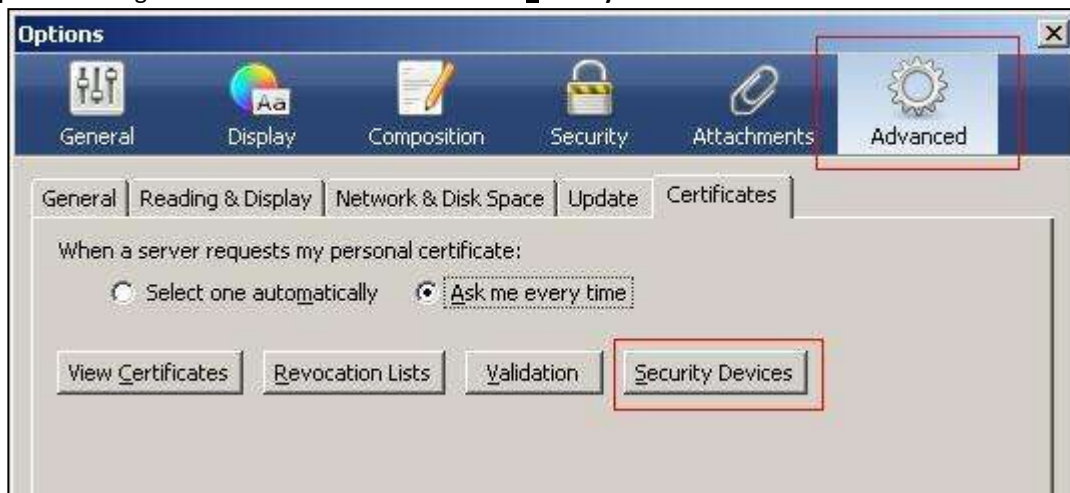 Options
Aa
General Display Composition Security Attachments Advanced
General Reading & Display Network & Disk Space Update Certificates
When a server requests my personal certificate:
Select one automatically Ask me every time
View Certificates Revocation Lists Validation Security Devices